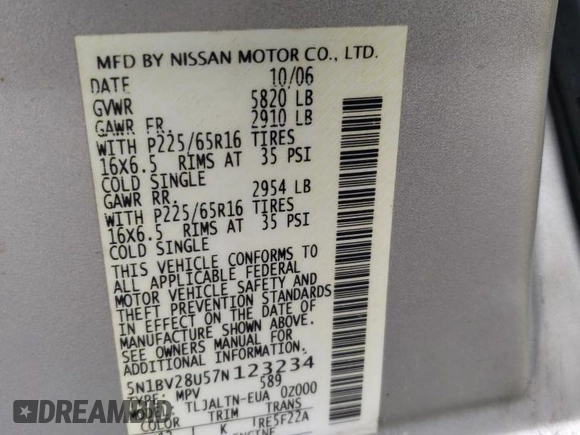 MFD BY NISSAN MOTOR CO., LTD.
DATE 10/06
GVWR 5820 LB
GAWR FR. 2910 LB
WITH P225/65R16 TIRES
16X6.5 RIMS AT 35 PSI
COLD SINGLE
GAWR RR. 2954 LB
WITH P225/65R16 TIRES
16X6.5 RIMS AT 35 PSI
COLD SINGLE
THIS VEHICLE CONFORMS TO
ALL APPLICABLE FEDERAL
MOTOR VEHICLE SAFETY AND
THEFT PREVENTION STANDARDS
IN EFFECT ON THE DATE OF
MANUFACTURE SHOWN ABOVE.
SEE OWNERS MANUAL FOR
ADDITIONAL INFORMATION
5N1BV28U57N123234
TYPE: MPV 589
MODEL TLJALTN-EUA 0Z000
COLOR TRIM TRANS
K TRE5F22A
ENGINE
DREAMBID.COM